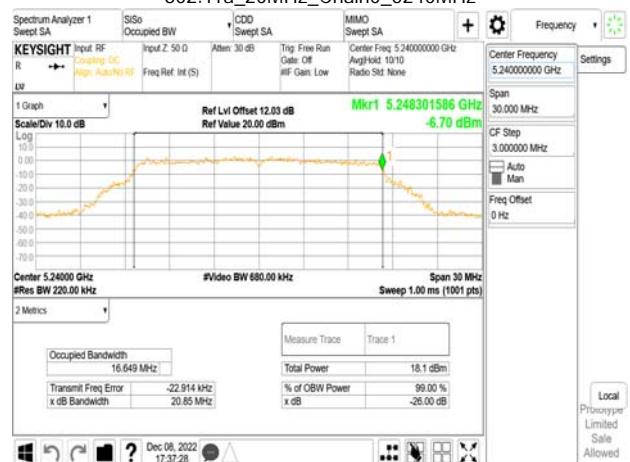 Spectrum Analyzer 1
Swept SA
SiSo
Occupied BW
CDD
Swept SA
MIMO
Swept SA
Frequency
KEYSIGHT
R
Input: RF
Coupling: DC
Align: Auto/No RF
Input Z: 50 Ω
Freq Ref: Int (S)
Atten: 30 dB
Trig: Free Run
Gate: Off
#IF Gain: Low
Center Freq: 5.240000000 GHz
Avg|Hold: 10/10
Radio Std: None
Center Frequency
5.240000000 GHz
Settings
Span
30.000 MHz
CF Step
3.000000 MHz
Auto
Man
Freq Offset
0 Hz
1 Graph
Scale/Div 10.0 dB
Ref Lvl Offset 12.03 dB
Ref Value 20.00 dBm
Mkr1 5.248301586 GHz
-6.70 dBm
Log
10.0
0.00
-10.0
-20.0
-30.0
-40.0
-50.0
-60.0
-70.0
1
Center 5.24000 GHz
#Res BW 220.00 kHz
#Video BW 680.00 kHz
Span 30 MHz
Sweep 1.00 ms (1001 pts)
2 Metrics
Measure Trace
Trace 1
Occupied Bandwidth
16.649 MHz
Total Power
18.1 dBm
Transmit Freq Error
-22.914 kHz
% of OBW Power
99.00 %
x dB Bandwidth
20.85 MHz
x dB
-26.00 dB
Dec 08, 2022
17:37:28
Local
Prototype
Limited
Sale
Allowed